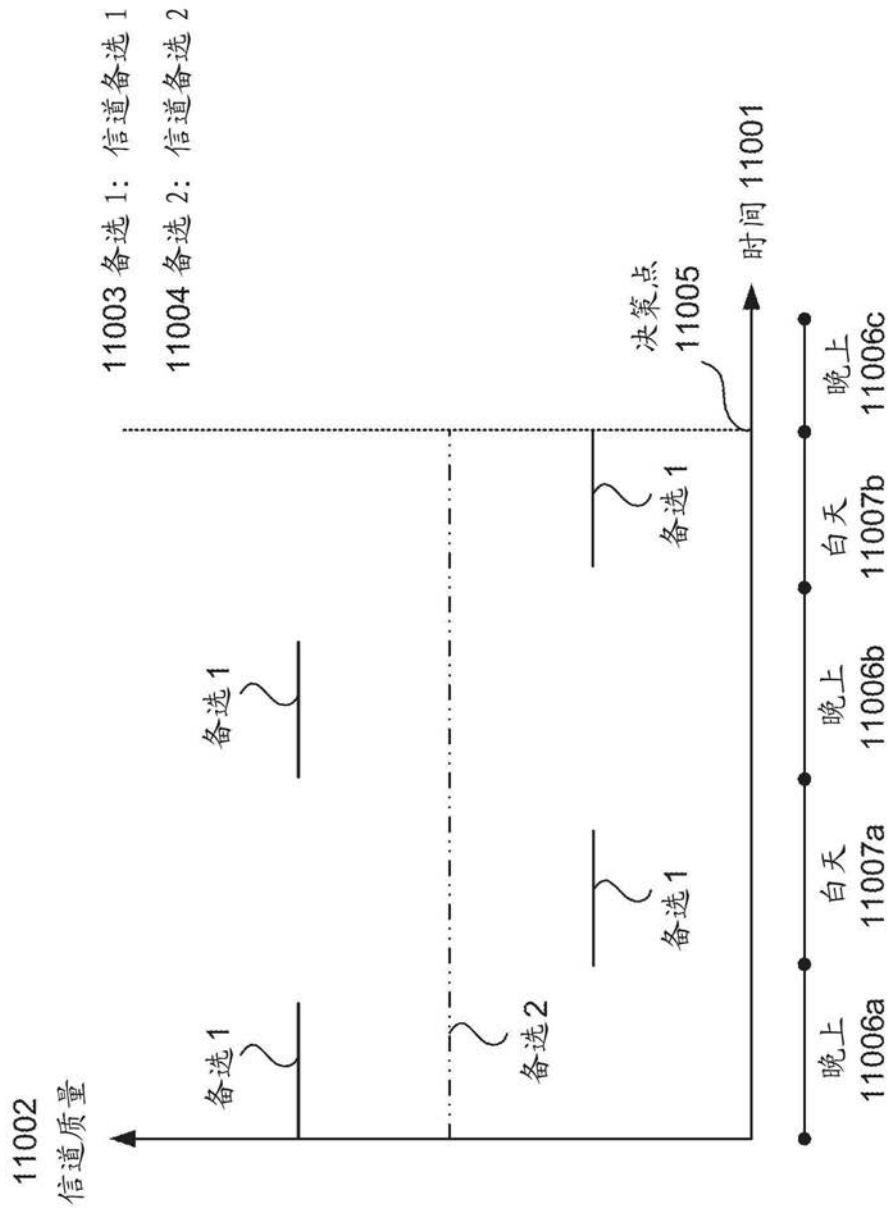 11002
信道质量
11003 备选 1： 信道备选 1
11004 备选 2： 信道备选 2
备选 1
备选 1
备选 2
备选 1
备选 1
决策点
11005
时间 11001
晚上
11006a
白天
11007a
晚上
11006b
白天
11007b
晚上
11006c